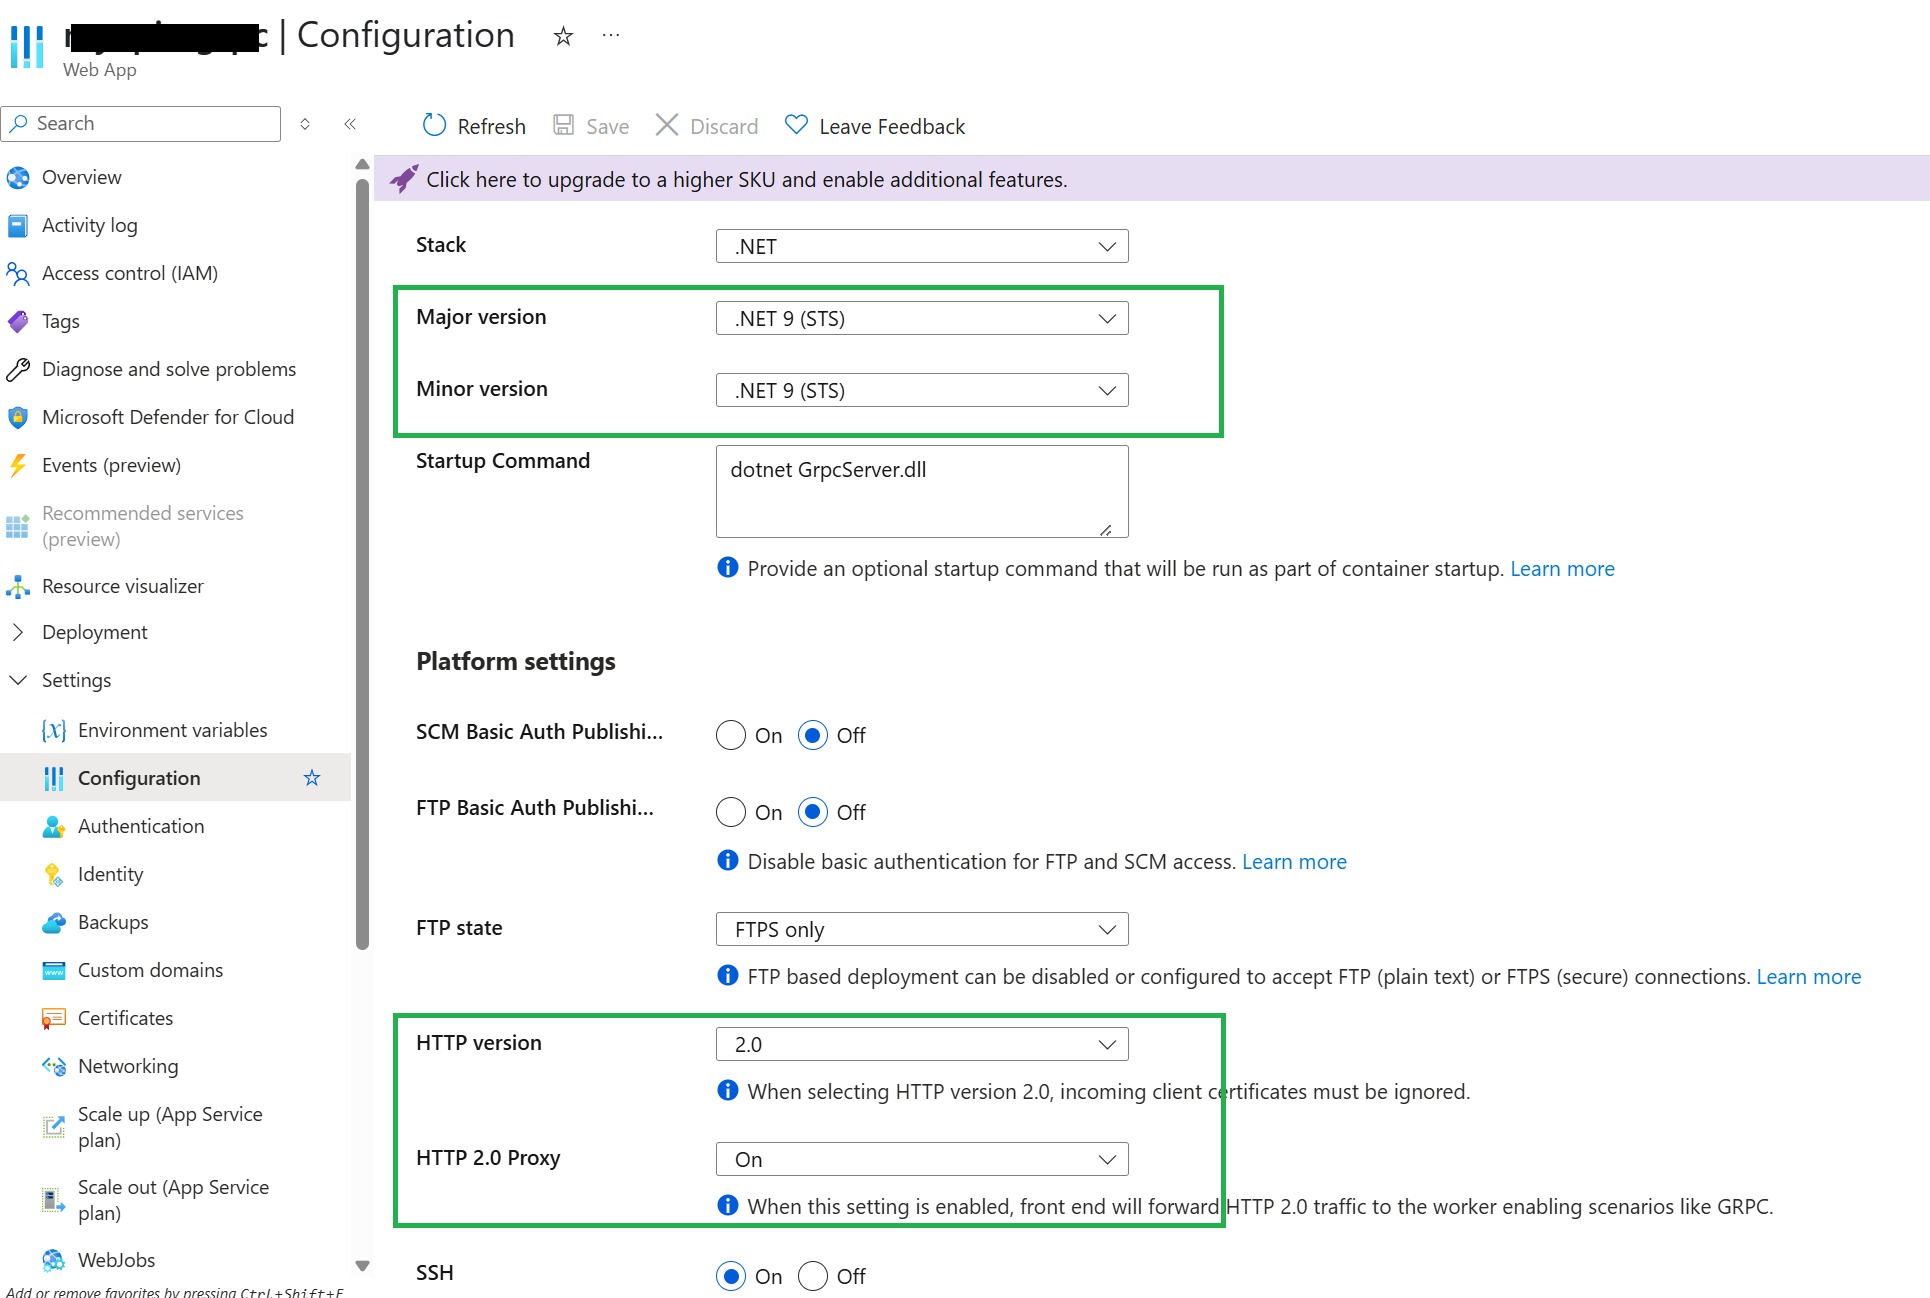 | Configuration
Web App
Search
Refresh
Save
Discard
Leave Feedback
Click here to upgrade to a higher SKU and enable additional features.
Overview
Activity log
Access control (IAM)
Tags
Diagnose and solve problems
Microsoft Defender for Cloud
Events (preview)
Recommended services
(preview)
Resource visualizer
Deployment
Settings
Environment variables
Configuration
Authentication
Identity
Backups
Custom domains
Certificates
Networking
Scale up (App Service
plan)
Scale out (App Service
plan)
WebJobs
Add or remove favorites by pressing Ctrl+Shift+F
Stack
.NET
Major version
.NET 9 (STS)
Minor version
.NET 9 (STS)
Startup Command
dotnet GrpcServer.dll
Provide an optional startup command that will be run as part of container startup. Learn more
Platform settings
SCM Basic Auth Publishi...
On
Off
FTP Basic Auth Publishi...
On
Off
Disable basic authentication for FTP and SCM access. Learn more
FTP state
FTPS only
FTP based deployment can be disabled or configured to accept FTP (plain text) or FTPS (secure) connections. Learn more
HTTP version
2.0
When selecting HTTP version 2.0, incoming client certificates must be ignored.
HTTP 2.0 Proxy
On
When this setting is enabled, front end will forward HTTP 2.0 traffic to the worker enabling scenarios like GRPC.
SSH
On
Off